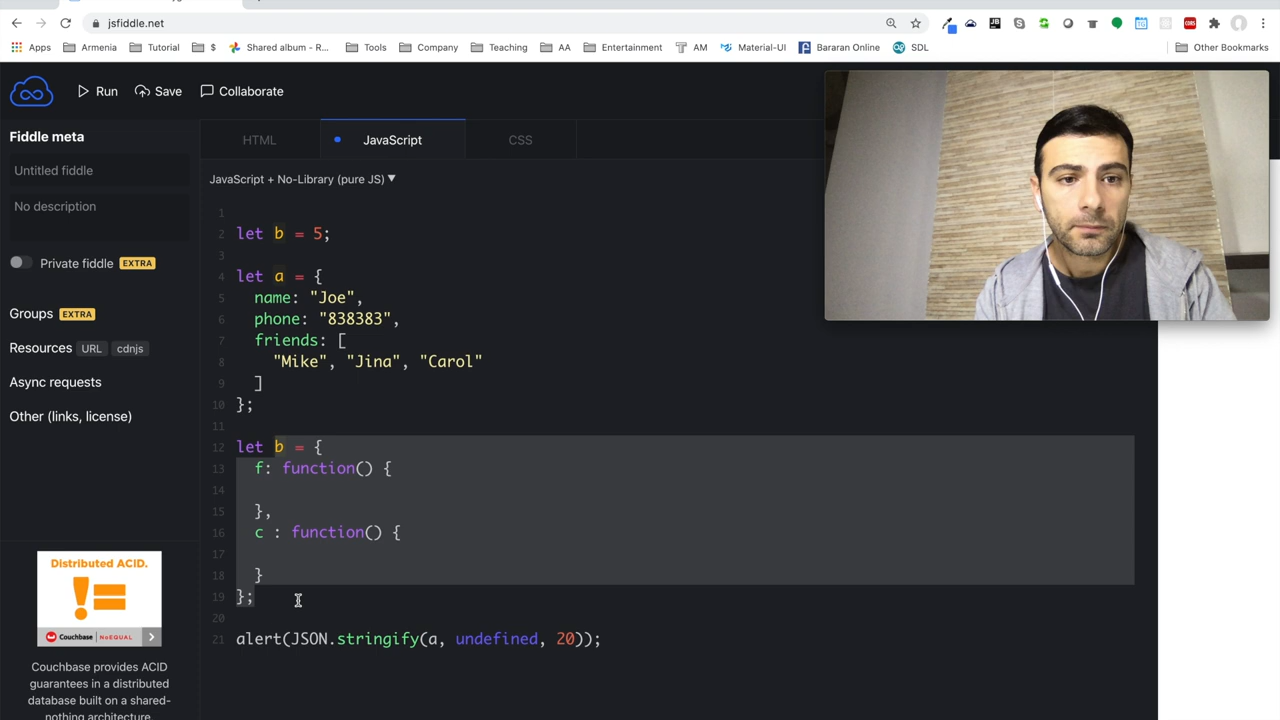 jsfiddle.net
Apps
Armenia
Tutorial
$
Shared album - R...
Tools
Company
Teaching
AA
Entertainment
AM
Material-UI
Bararan Online
SDL
Other Bookmarks
Run
Save
Collaborate
Fiddle meta
Untitled fiddle
No description
Private fiddle EXTRA
Groups EXTRA
Resources URL cdnjs
Async requests
Other (links, license)
Distributed ACID.
Couchbase NoEQUAL
Couchbase provides ACID
guarantees in a distributed
database built on a shared-
nothing architecture.
HTML
JavaScript
CSS
JavaScript + No-Library (pure JS)
1
2 let b = 5;
3
4 let a = {
5 name: "Joe",
6 phone: "838383",
7 friends: [
8 "Mike", "Jina", "Carol"
9 ]
10 };
11
12 let b = {
13 f: function() {
14
15 },
16 c : function() {
17
18 }
19 };
20
21 alert(JSON.stringify(a, undefined, 20));